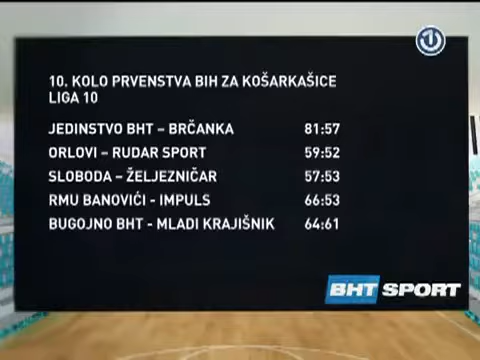 10. KOLO PRVENSTVA BIH ZA KOŠARKAŠICE
LIGA 10
JEDINSTVO BHT – BRČANKA 81:57
ORLOVI – RUDAR SPORT 59:52
SLOBODA – ŽELJEZNIČAR 57:53
RMU BANOVIĆI - IMPULS 66:53
BUGOJNO BHT - MLADI KRAJIŠNIK 64:61
BHT SPORT